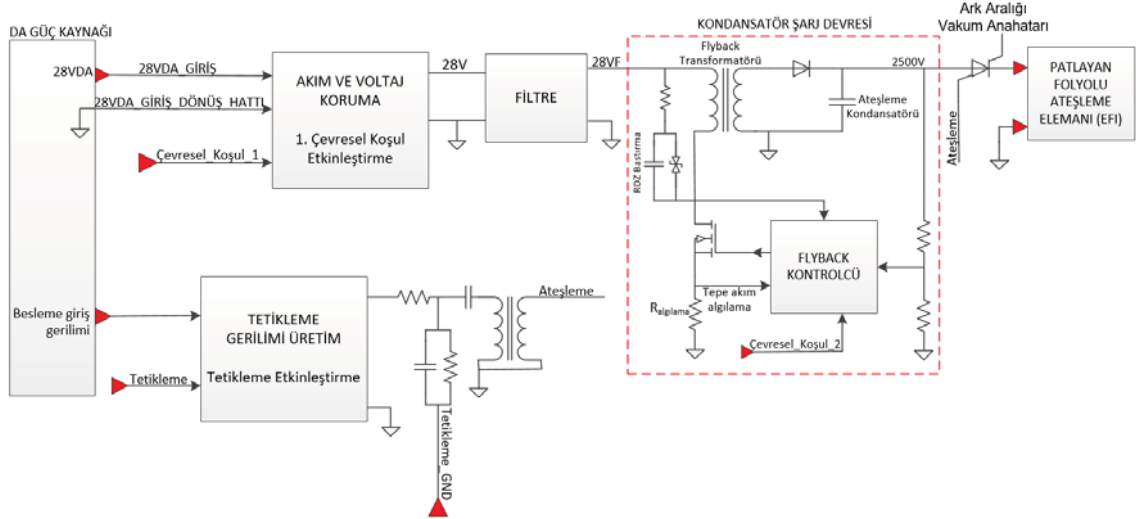 DA GÜÇ KAYNAĞI
28VDA
28VDA_GİRİŞ
28VDA_GİRİŞ_DÖNÜŞ_HATTI
Çevresel_Koşul_1
AKIM VE VOLTAJ
KORUMA
1. Çevresel Koşul
Etkinleştirme
28V
FİLTRE
28VF
KONDANSATÖR ŞARJ DEVRESİ
Flyback
Transformatörü
2500V
Ateşleme
Kondansatörü
RDZ Bastırma
FLYBACK
KONTROLCÜ
Tepe akım
algılama
Ralgılama
Çevresel_Koşul_2
Ark Aralığı
Vakum Anahatarı
Ateşleme
PATLAYAN
FOLYOLU
ATEŞLEME
ELEMANI (EFI)
Besleme giriş
gerilimi
Tetikleme
TETİKLEME
GERİLİMİ ÜRETİM
Tetikleme Etkinleştirme
Ateşleme
Tetikleme_GND